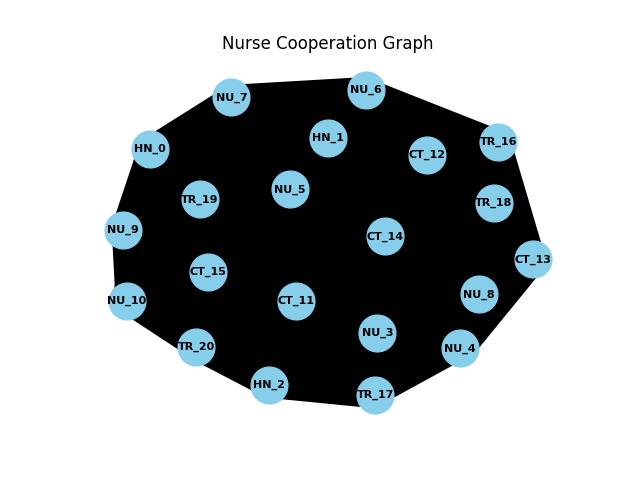 Nurse Cooperation Graph
NU_6
NU_7
HN_1
TR_16
HN_0
CT_12
NU_5
TR_19
TR_18
NU_9
CT_14
CT_13
CT_15
NU_8
NU_10
CT_11
NU_3
TR_20
NU_4
HN_2
TR_17